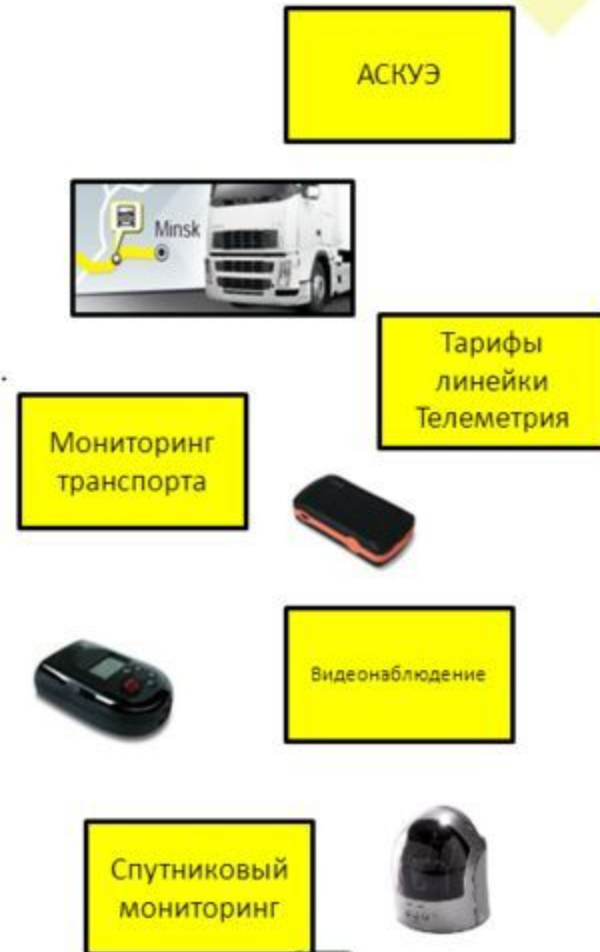 АСКУЭ
Minsk
Тарифы
линейки
Телеметрия
Мониторинг
транспорта
Видеонаблюдение
Спутниковый
мониторинг